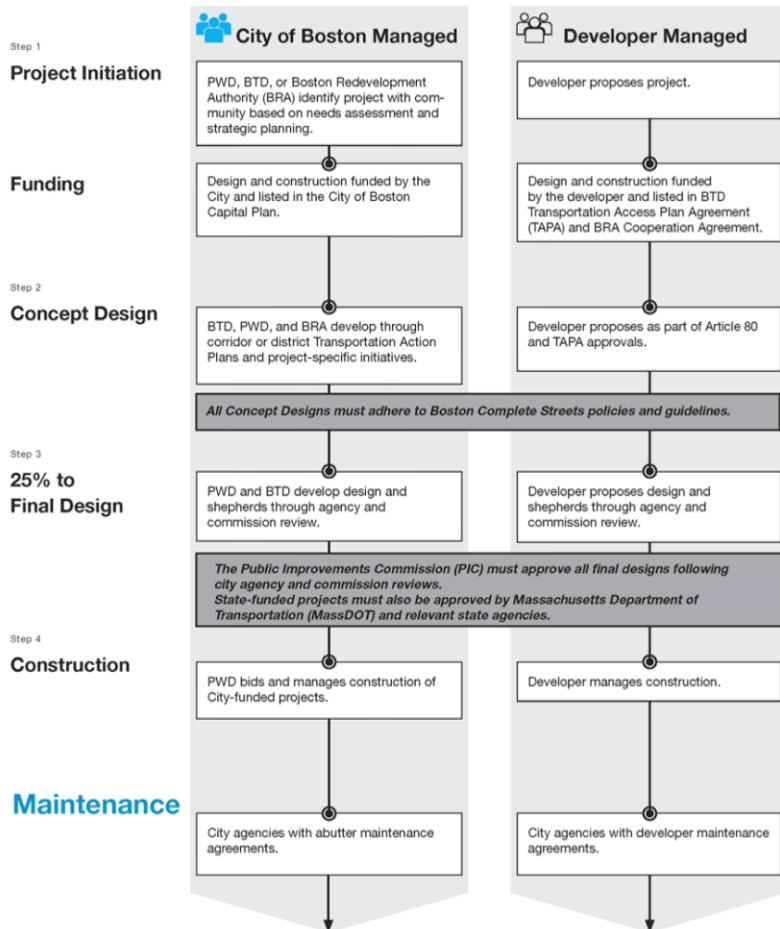 City of Boston Managed
Developer Managed
Step 1
Project Initiation
PWD, BTD, or Boston Redevelopment
Authority (BRA) identify project with com-
munity based on needs assessment and
strategic planning.
Developer proposes project.
Funding
Design and construction funded by the
City and listed in the City of Boston
Capital Plan.
Design and construction funded
by the developer and listed in BTD
Transportation Access Plan Agreement
(TAPA) and BRA Cooperation Agreement.
Step 2
Concept Design
BTD, PWD, and BRA develop through
corridor or district Transportation Action
Plans and project-specific initiatives.
Developer proposes as part of Article 80
and TAPA approvals.
All Concept Designs must adhere to Boston Complete Streets policies and guidelines.
Step 3
25% to
Final Design
PWD and BTD develop design and
shepherds through agency and
commission review.
Developer proposes design and
shepherds through agency and
commission review.
The Public Improvements Commission (PIC) must approve all final designs following
city agency and commission reviews.
State-funded projects must also be approved by Massachusetts Department of
Transportation (MassDOT) and relevant state agencies.
Step 4
Construction
PWD bids and manages construction of
City-funded projects.
Developer manages construction.
Maintenance
City agencies with abutter maintenance
agreements.
City agencies with developer maintenance
agreements.